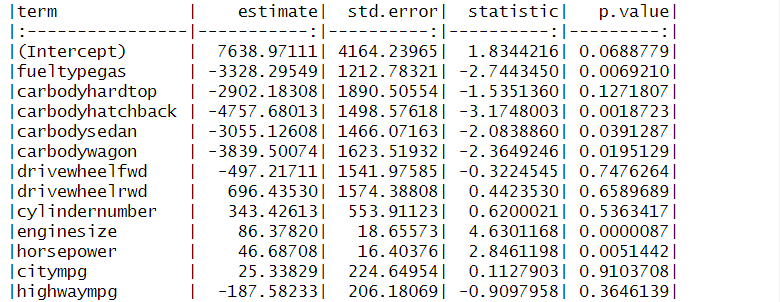 |term             |    estimate|  std.error|  statistic|   p.value|
|:----------------|-----------:|----------:|----------:|---------:|
|(Intercept)      |  7638.97111| 4164.23965|  1.8344216| 0.0688779|
|fueltypegas      | -3328.29549| 1212.78321| -2.7443450| 0.0069210|
|carbodyhardtop   | -2902.18308| 1890.50554| -1.5351360| 0.1271807|
|carbodyhatchback | -4757.68013| 1498.57618| -3.1748003| 0.0018723|
|carbodysedan     | -3055.12608| 1466.07163| -2.0838860| 0.0391287|
|carbodywagon     | -3839.50074| 1623.51932| -2.3649246| 0.0195129|
|drivewheelfwd    |  -497.21711| 1541.97585| -0.3224545| 0.7476264|
|drivewheelrwd    |   696.43530| 1574.38808|  0.4423530| 0.6589689|
|cylindernumber   |   343.42613|  553.91123|  0.6200021| 0.5363417|
|enginesize       |    86.37820|   18.65573|  4.6301168| 0.0000087|
|horsepower       |    46.68708|   16.40376|  2.8461198| 0.0051442|
|citympg          |    25.33829|  224.64954|  0.1127903| 0.9103708|
|highwaympg       |  -187.58233|  206.18069| -0.9097958| 0.3646139|